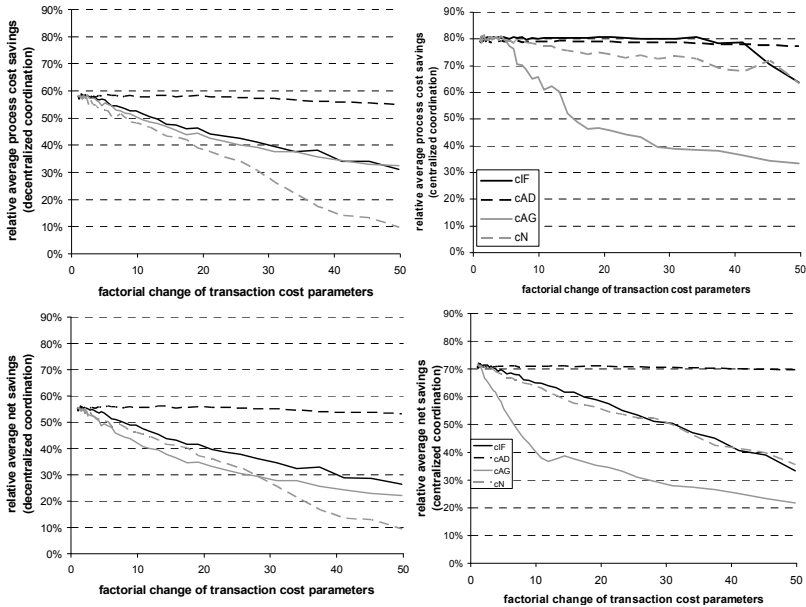 relative average process cost savings
(decentralized coordination)
90%
80%
70%
60%
50%
40%
30%
20%
10%
0%
0 10 20 30 40 50
factorial change of transaction cost parameters
relative average process cost savings
(centralized coordination)
90%
80%
70%
60%
50%
40%
30%
20%
10%
0%
cIF
cAD
cAG
cN
0 10 20 30 40 50
factorial change of transaction cost parameters
relative average net savings
(decentralized coordination)
90%
80%
70%
60%
50%
40%
30%
20%
10%
0%
0 10 20 30 40 50
factorial change of transaction cost parameters
relative average net savings
(centralized coordination)
90%
80%
70%
60%
50%
40%
30%
20%
10%
0%
cIF
cAD
cAG
cN
0 10 20 30 40 50
factorial change of transaction cost parameters